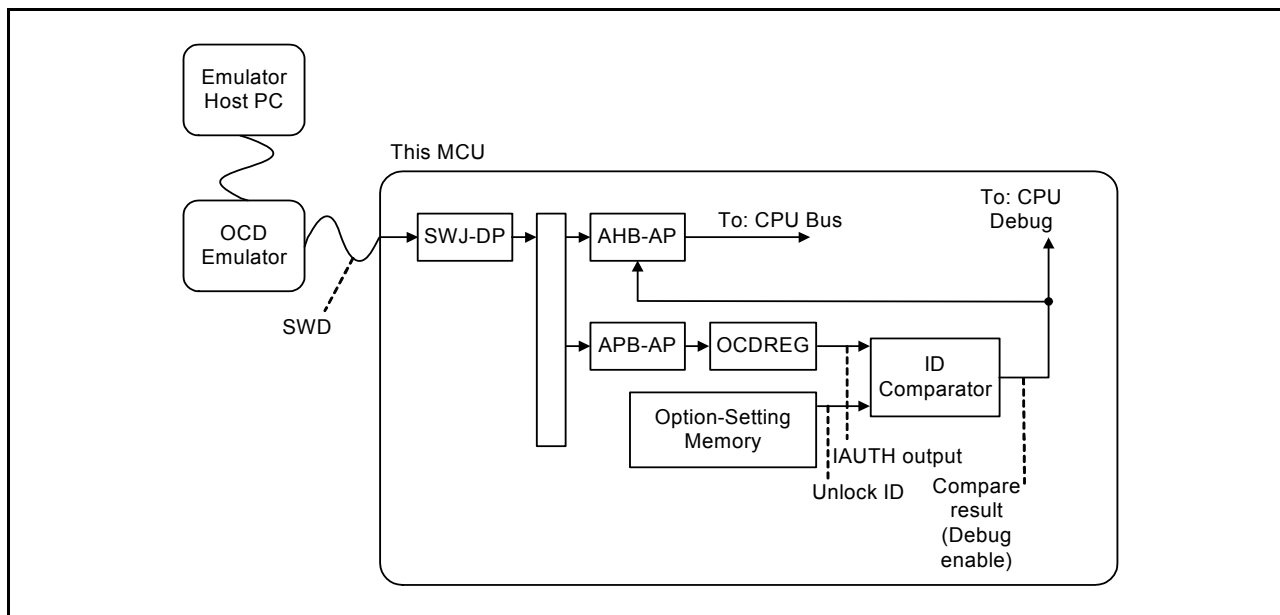 Emulator
Host PC
This MCU
OCD
Emulator
SWD
SWJ-DP
AHB-AP
To: CPU Bus
To: CPU
Debug
APB-AP
OCDREG
ID
Comparator
Option-Setting
Memory
IAUTH output
Unlock ID
Compare
result
(Debug
enable)